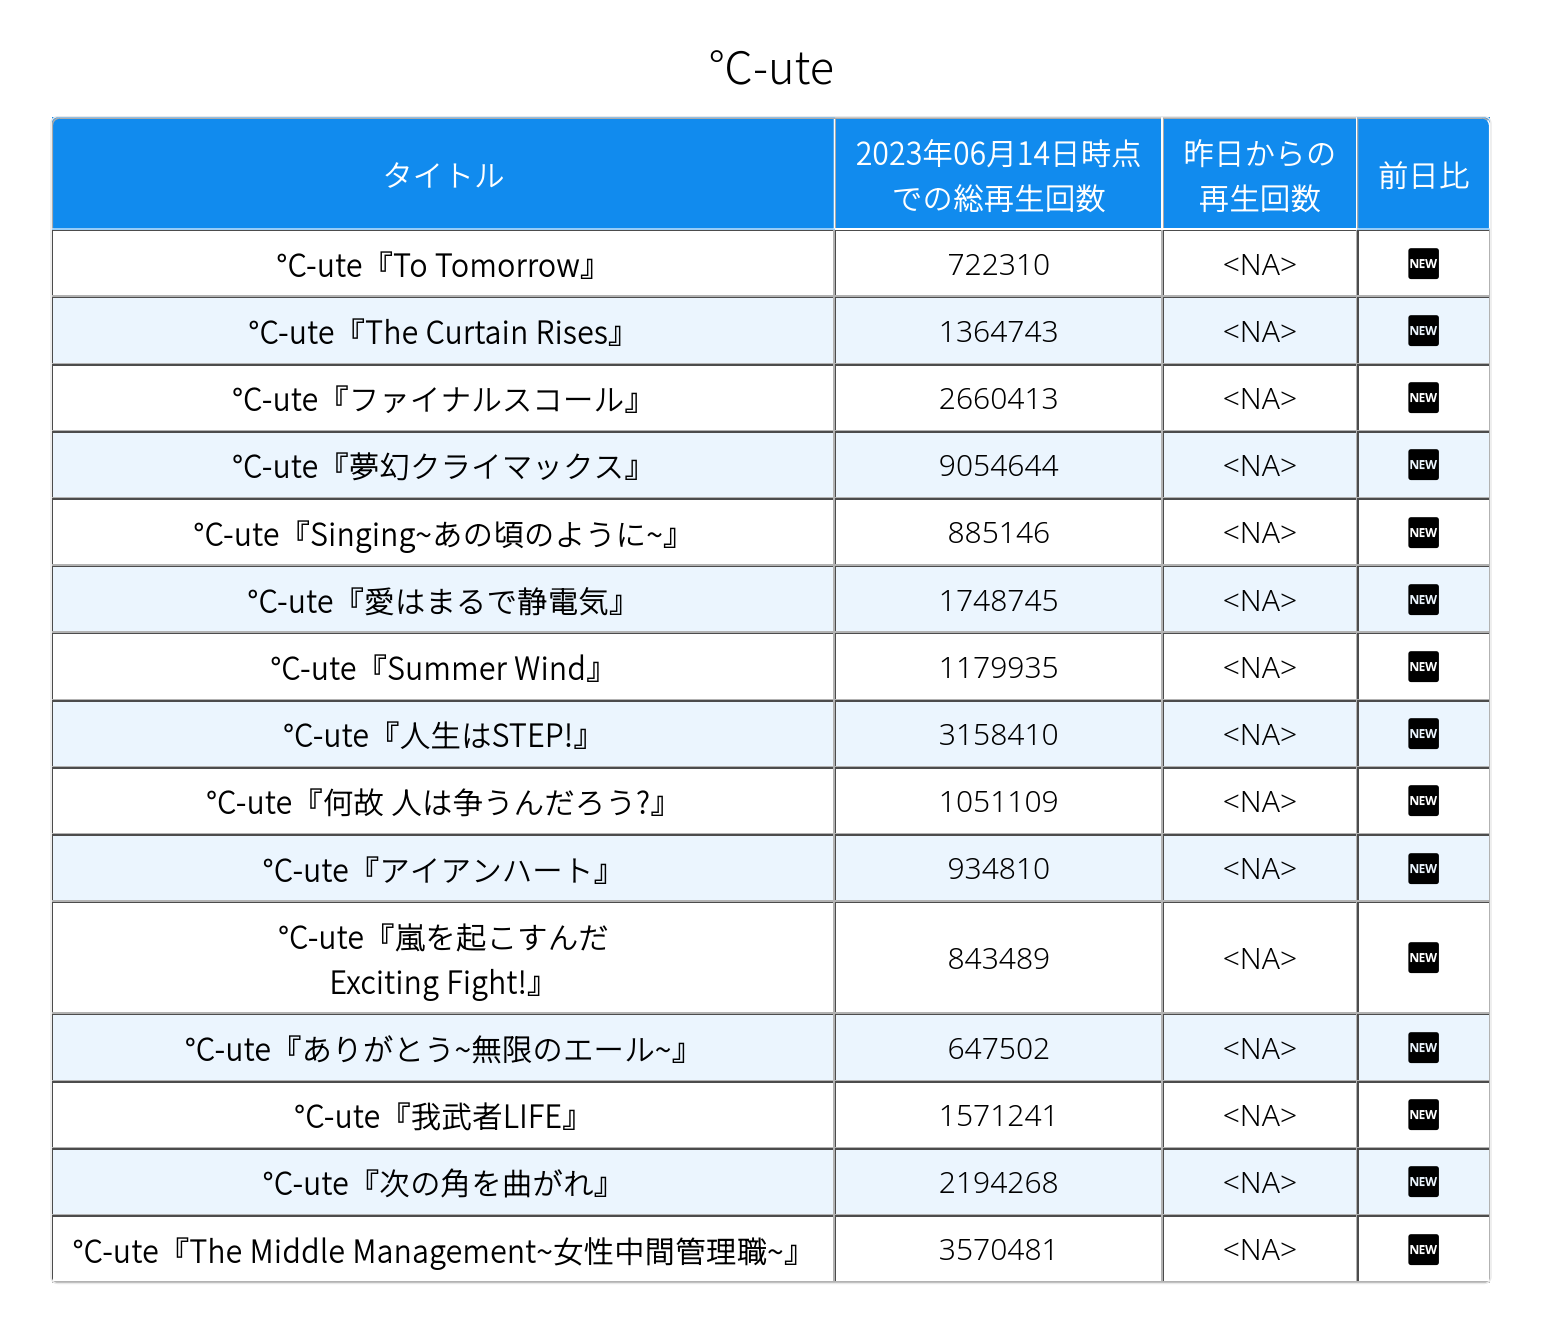 °C-ute
タイトル
2023年06月14日時点
での総再生回数
昨日からの
再生回数
前日比
°C-ute『To Tomorrow』 722310 <NA> NEW
°C-ute『The Curtain Rises』 1364743 <NA> NEW
°C-ute『ファイナルスコール』 2660413 <NA> NEW
°C-ute『夢幻クライマックス』 9054644 <NA> NEW
°C-ute『Singing~あの頃のように~』 885146 <NA> NEW
°C-ute『愛はまるで静電気』 1748745 <NA> NEW
°C-ute『Summer Wind』 1179935 <NA> NEW
°C-ute『人生はSTEP!』 3158410 <NA> NEW
°C-ute『何故 人は争うんだろう?』 1051109 <NA> NEW
°C-ute『アイアンハート』 934810 <NA> NEW
°C-ute『嵐を起こすんだ
Exciting Fight!』 843489 <NA> NEW
°C-ute『ありがとう~無限のエール~』 647502 <NA> NEW
°C-ute『我武者LIFE』 1571241 <NA> NEW
°C-ute『次の角を曲がれ』 2194268 <NA> NEW
°C-ute『The Middle Management~女性中間管理職~』 3570481 <NA> NEW